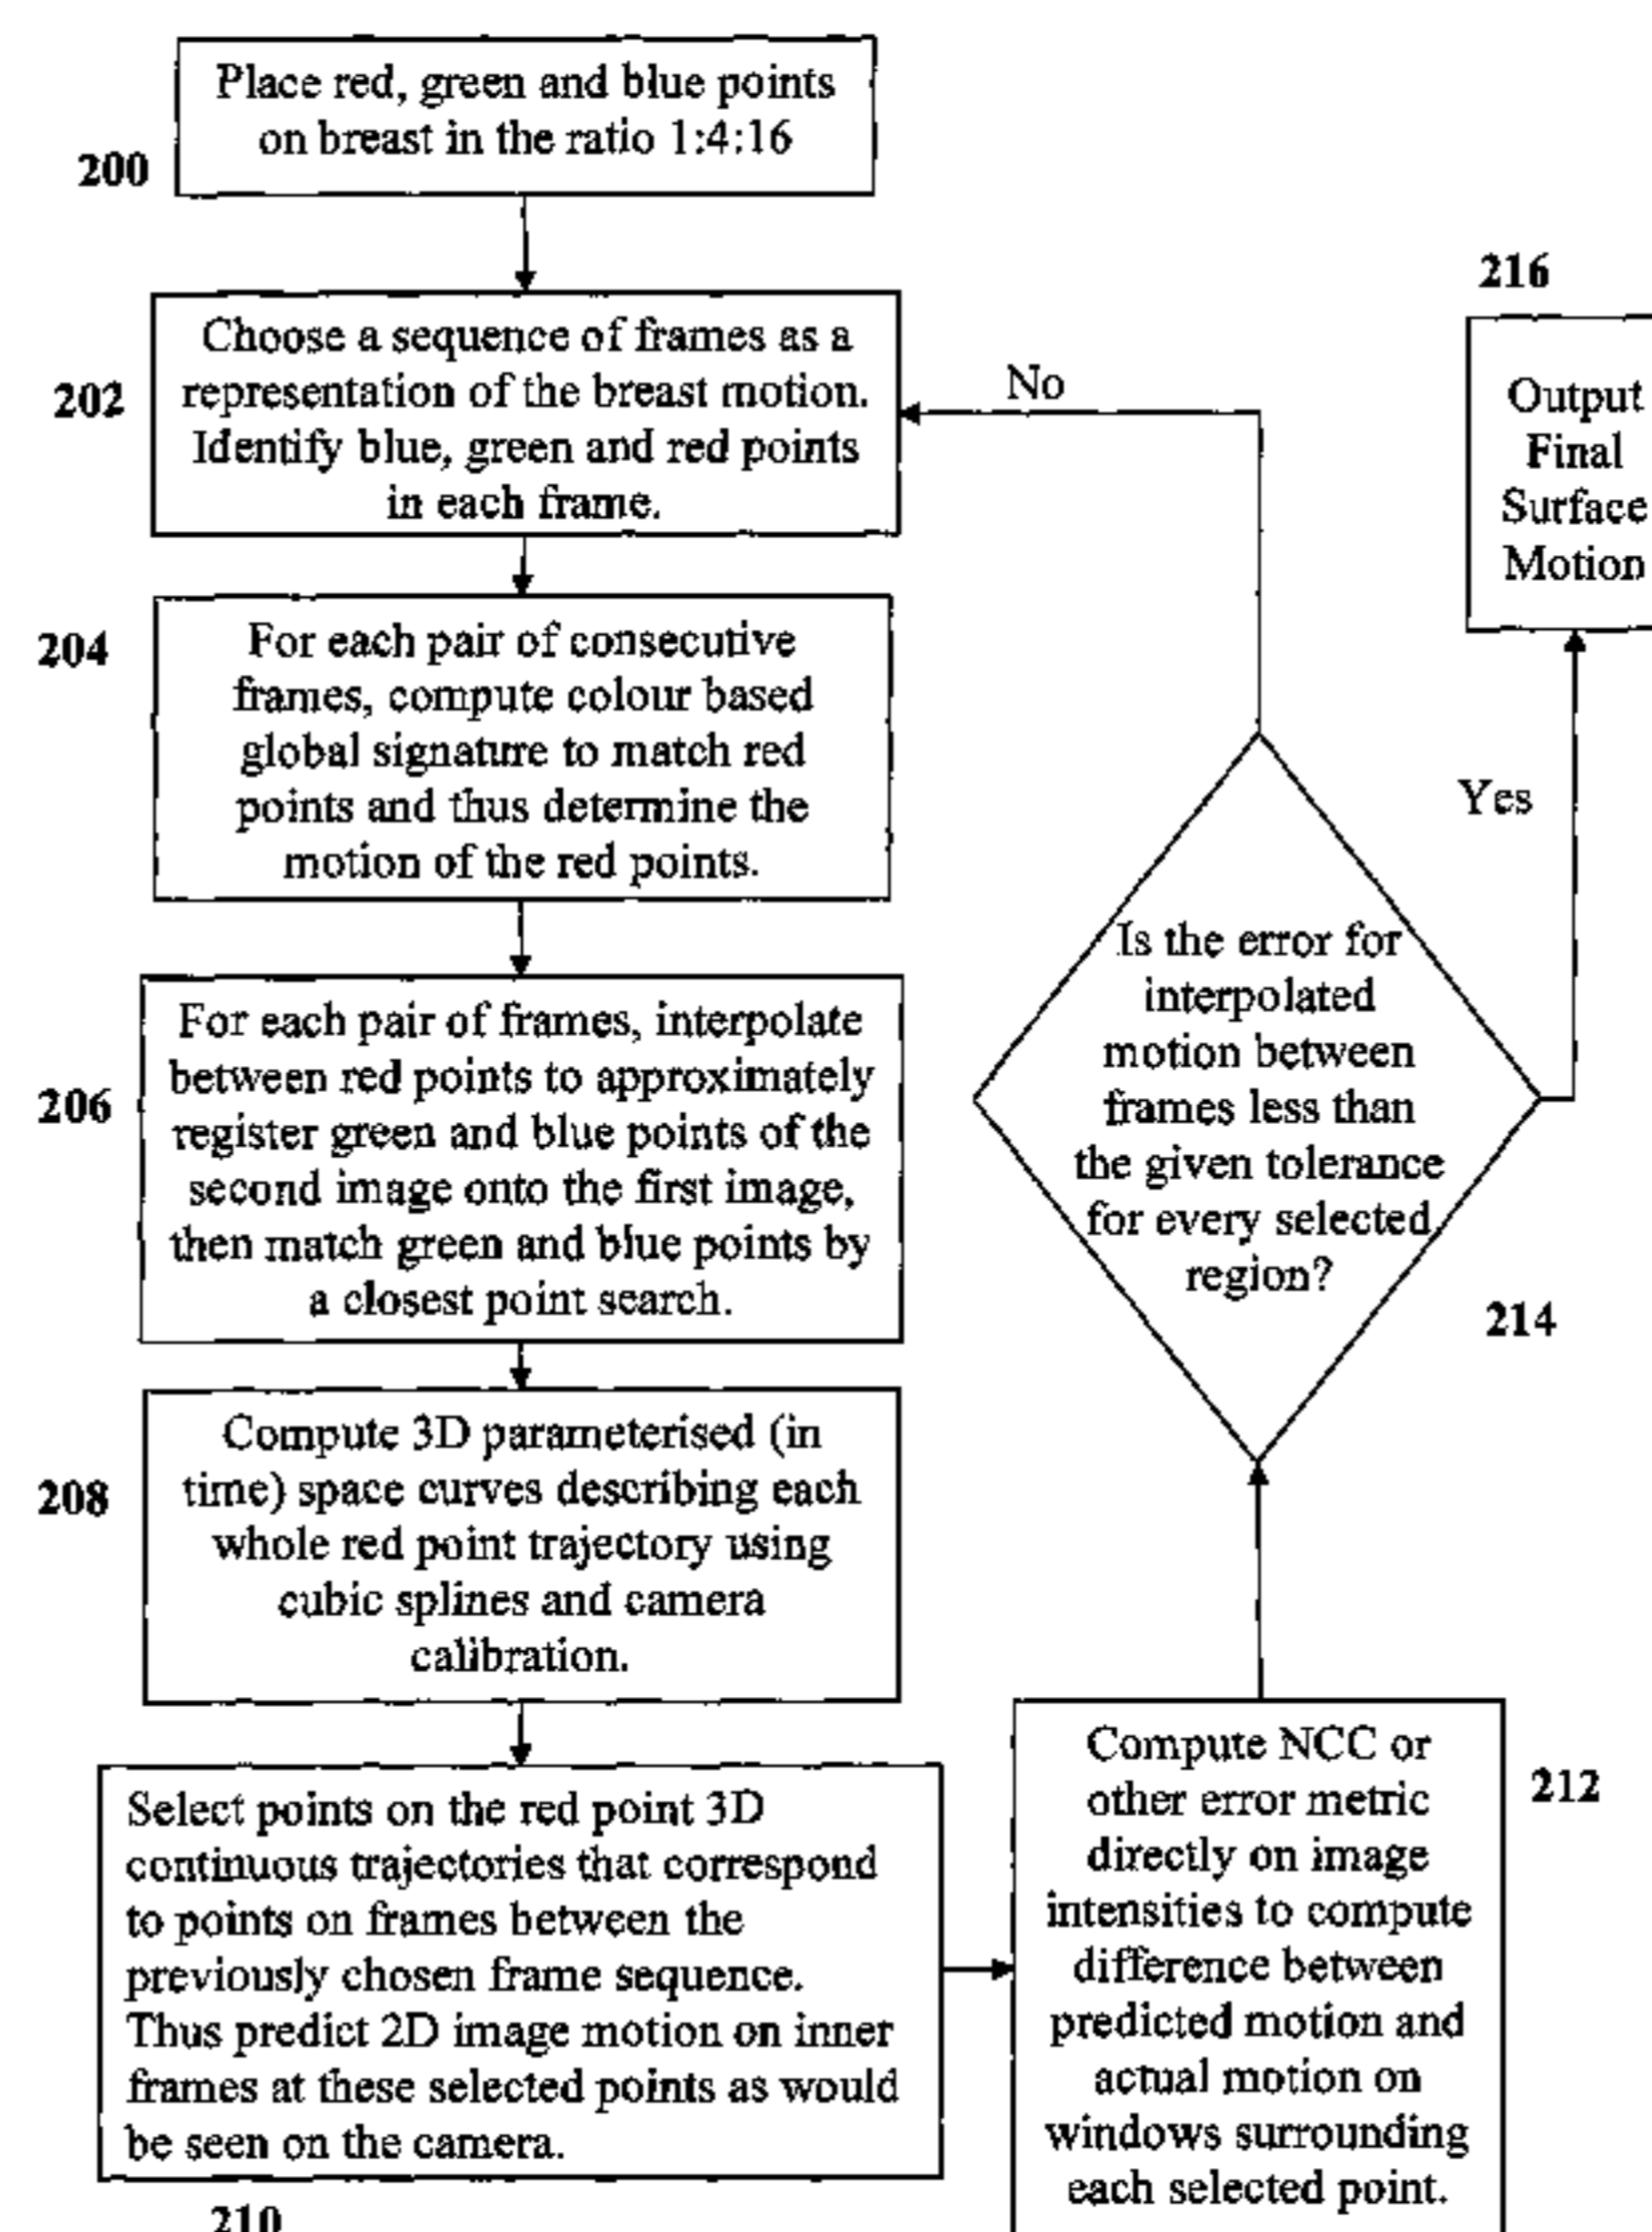 Place red, green and blue points
on breast in the ratio 1:4:16
200
Choose a sequence of frames as a
representation of the breast motion.
Identify blue, green and red points
in each frame.
202
For each pair of consecutive
frames, compute colour based
global signature to match red
points and thus determine the
motion of the red points.
204
For each pair of frames, interpolate
between red points to approximately
register green and blue points of the
second image onto the first image,
then match green and blue points by
a closest point search.
206
Compute 3D parameterised (in
time) space curves describing each
whole red point trajectory using
cubic splines and camera
calibration.
208
Select points on the red point 3D
continuous trajectories that correspond
to points on frames between the
previously chosen frame sequence.
Thus predict 2D image motion on inner
frames at these selected points as would
be seen on the camera.
210
Compute NCC or
other error metric
directly on image
intensities to compute
difference between
predicted motion and
actual motion on
windows surrounding
each selected point.
212
Is the error for
interpolated
motion between
frames less than
the given tolerance
for every selected
region?
214
No
Yes
216
Output
Final
Surface
Motion